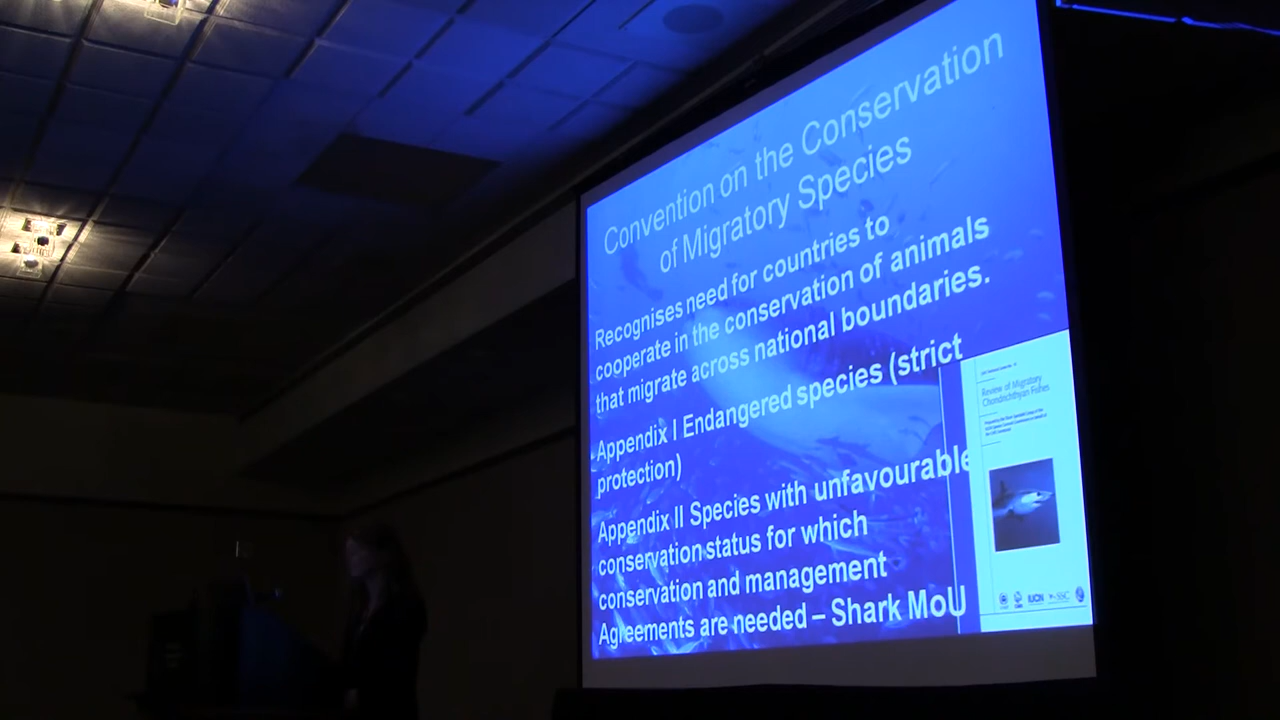 Convention on the Conservation
of Migratory Species
Recognises need for countries to
cooperate in the conservation of animals
that migrate across national boundaries.
Appendix I Endangered species (strict
protection)
Appendix II Species with unfavourable
conservation status for which
conservation and management
Agreements are needed – Shark MoU
Review of Migratory
Chondrichthyan Fishes
IUCN
SSC